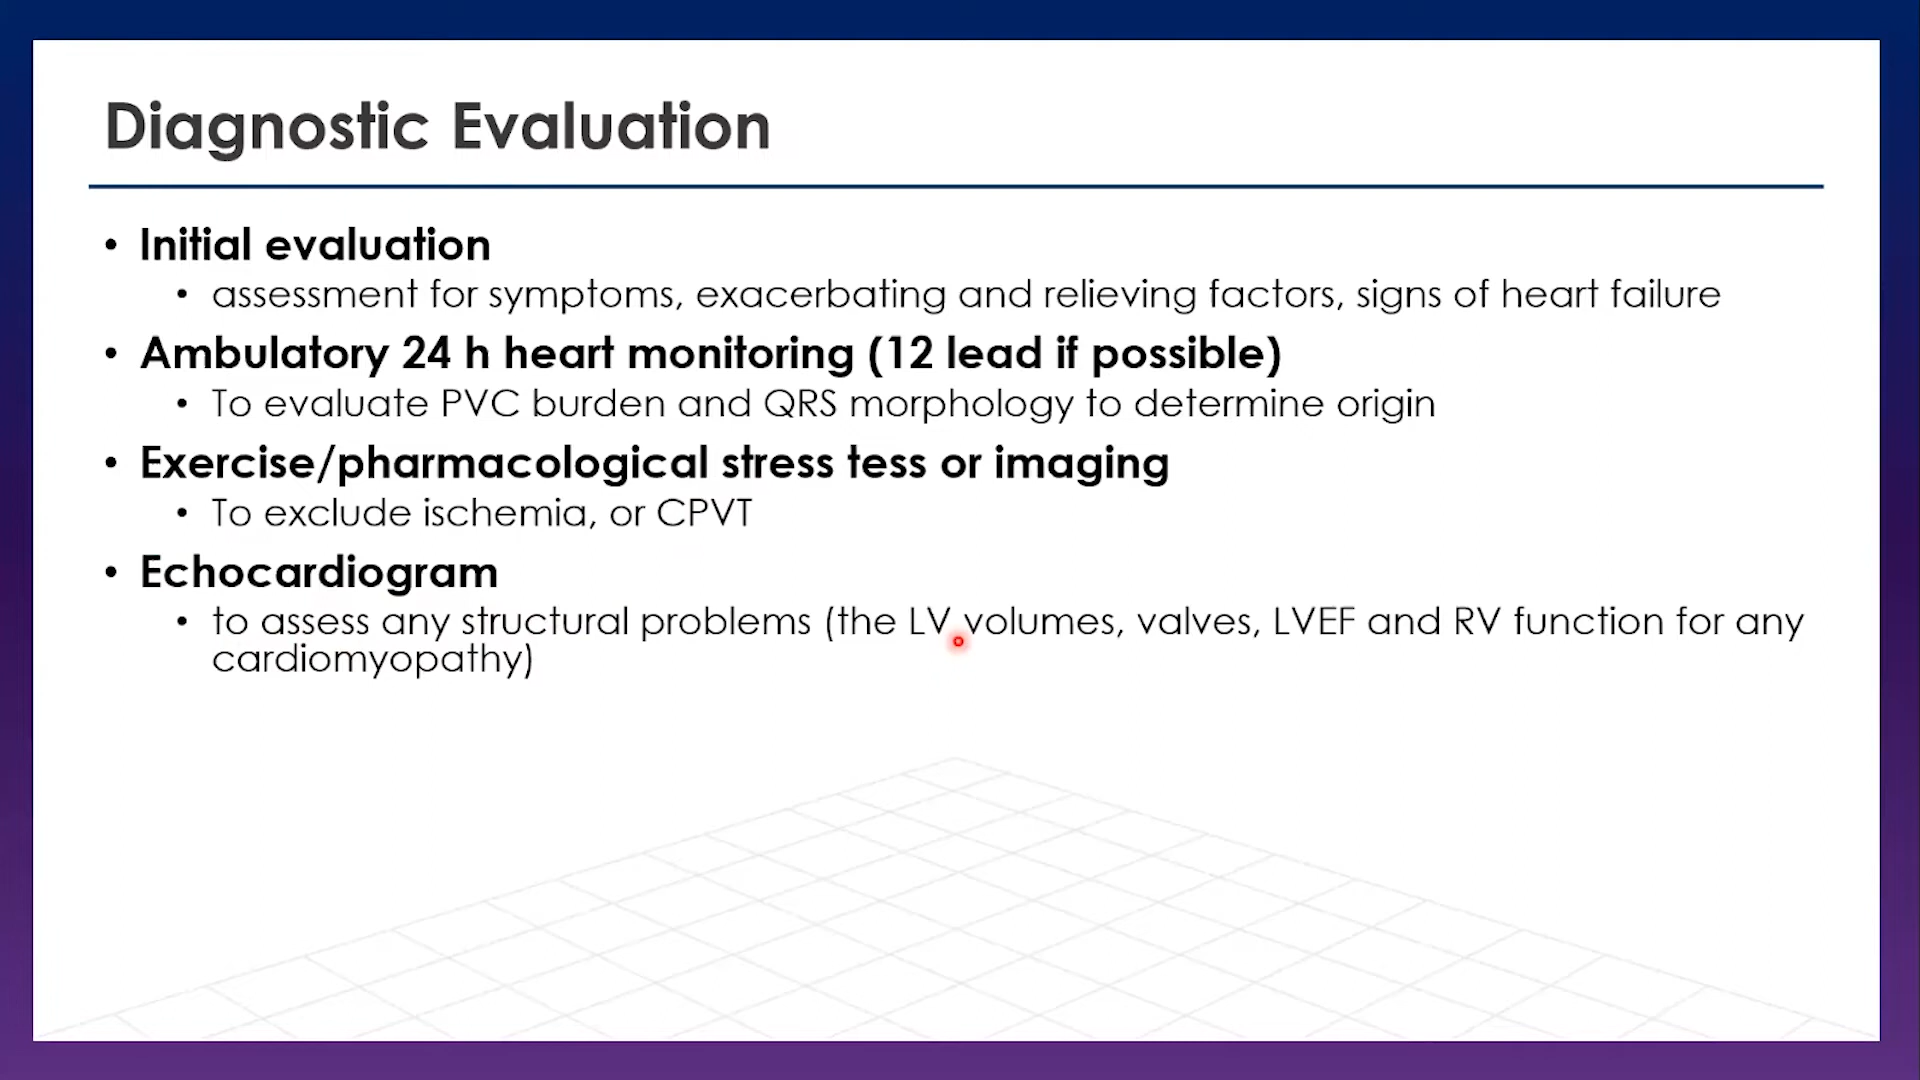 Diagnostic Evaluation
• Initial evaluation
• assessment for symptoms, exacerbating and relieving factors, signs of heart failure
• Ambulatory 24 h heart monitoring (12 lead if possible)
• To evaluate PVC burden and QRS morphology to determine origin
• Exercise/pharmacological stress tess or imaging
• To exclude ischemia, or CPVT
• Echocardiogram
• to assess any structural problems (the LV volumes, valves, LVEF and RV function for any
cardiomyopathy)